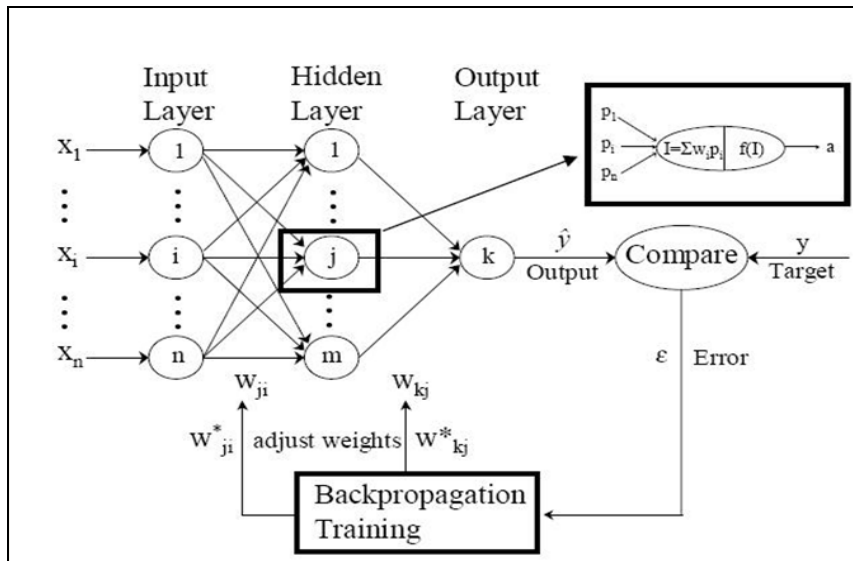 Input
Layer
Hidden
Layer
Output
Layer
p₁
pᵢ
pₙ
I=Σwᵢpᵢ
f(I)
a
X₁
1
1
Xᵢ
i
j
k
ŷ
Output
Compare
y
Target
Xₙ
n
m
ε Error
Wⱼᵢ
Wₖⱼ
W*ⱼᵢ adjust weights W*ₖⱼ
Backpropagation
Training